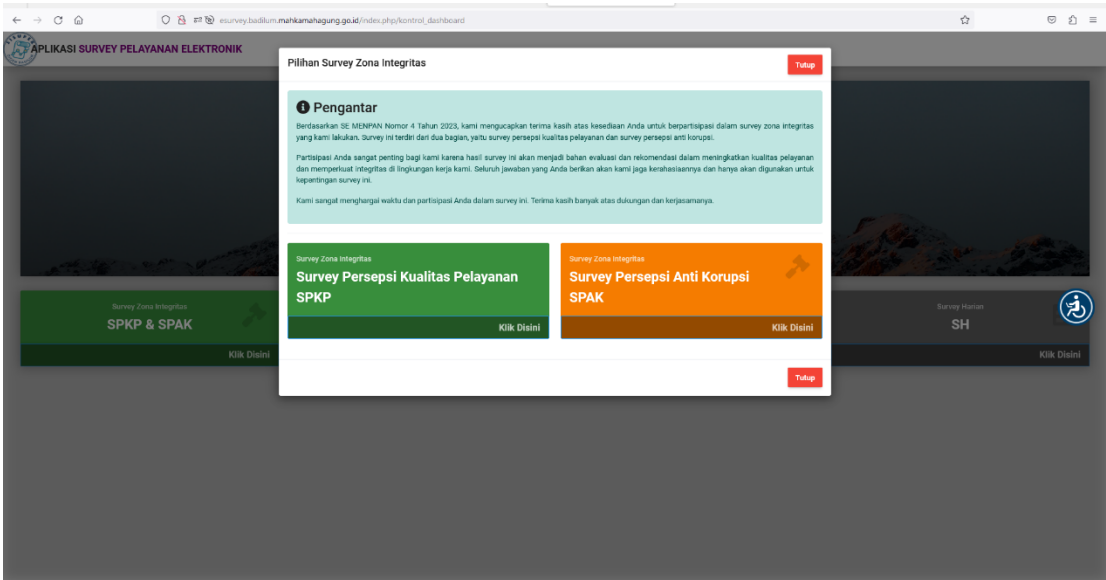 esurvey.badilum.mahkamahagung.go.id/index.php/kontrol_dashboard
APLIKASI SURVEY PELAYANAN ELEKTRONIK
Pilihan Survey Zona Integritas
Tutup
Pengantar
Berdasarkan SE MENPAN Nomor 4 Tahun 2023, kami mengucapkan terima kasih atas kesediaan Anda untuk berpartisipasi dalam survey zona integritas
yang kami lakukan. Survey ini terdiri dari dua bagian, yaitu survey persepsi kualitas pelayanan dan survey persepsi anti korupsi.
Partisipasi Anda sangat penting bagi kami karena hasil survey ini akan menjadi bahan evaluasi dan rekomendasi dalam meningkatkan kualitas pelayanan
dan memperkuat integritas di lingkungan kerja kami. Seluruh jawaban yang Anda berikan akan kami jaga kerahasiaennya dan hanya akan digunakan untuk
kepentingan survey ini.
Kami sangat menghargai waktu dan partisipasi Anda dalam survey ini. Terima kasih banyak atas dukungan dan kerjasamanya.
Survey Zona Integritas
Survey Persepsi Kualitas Pelayanan
SPKP
Klik Disini
Survey Zona Integritas
Survey Persepsi Anti Korupsi
SPAK
Klik Disini
Survey Zona Integritas
SPKP & SPAK
Klik Disini
Survey Harian
SH
Klik Disini
Tutup